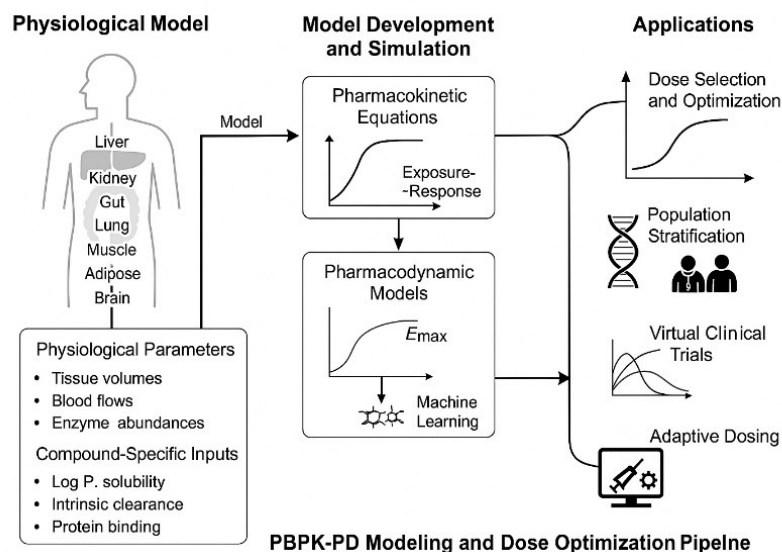 Physiological Model
Liver
Kidney
Gut
Lung
Muscle
Adipose
Brain
Physiological Parameters
• Tissue volumes
• Blood flows
• Enzyme abundances
Compound-Specific Inputs
• Log P. solubility
• Intrinsic clearance
• Protein binding
Model
Model Development
and Simulation
Pharmacokinetic
Equations
Exposure-
~Response
Pharmacodynamic
Models
Emax
Machine
Learning
Applications
Dose Selection
and Optimization
Population
Stratification
9
Virtual Clinical
Trials
Adaptive Dosing
PBPK-PD Modeling and Dose Optimization Pipelne